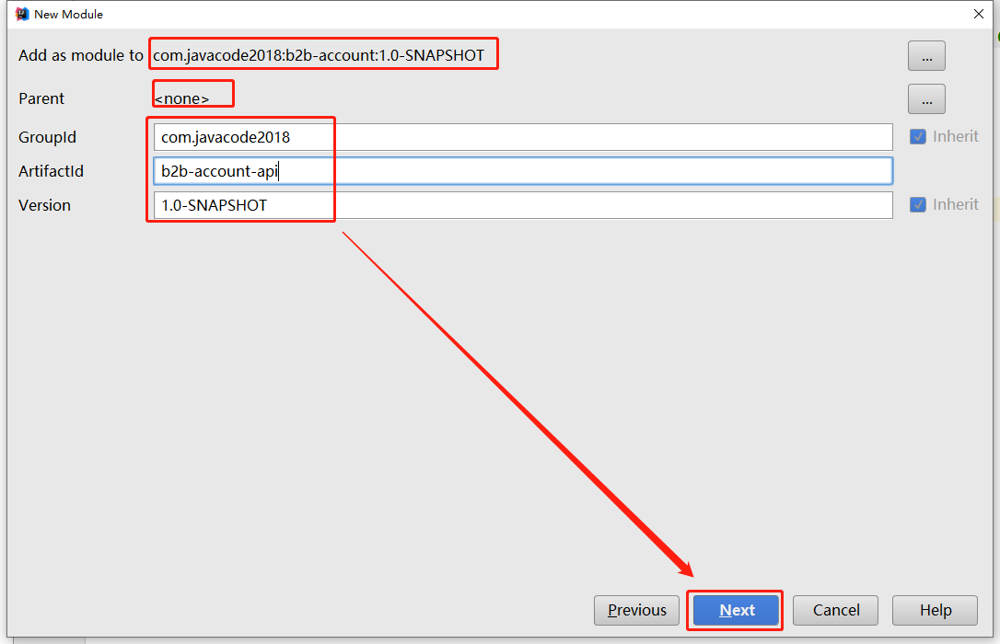 New Module
Add as module to com.javacode2018:b2b-account:1.0-SNAPSHOT ...
Parent <none> ...
GroupId com.javacode2018 Inherit
ArtifactId b2b-account-api
Version 1.0-SNAPSHOT Inherit
Previous Next Cancel Help